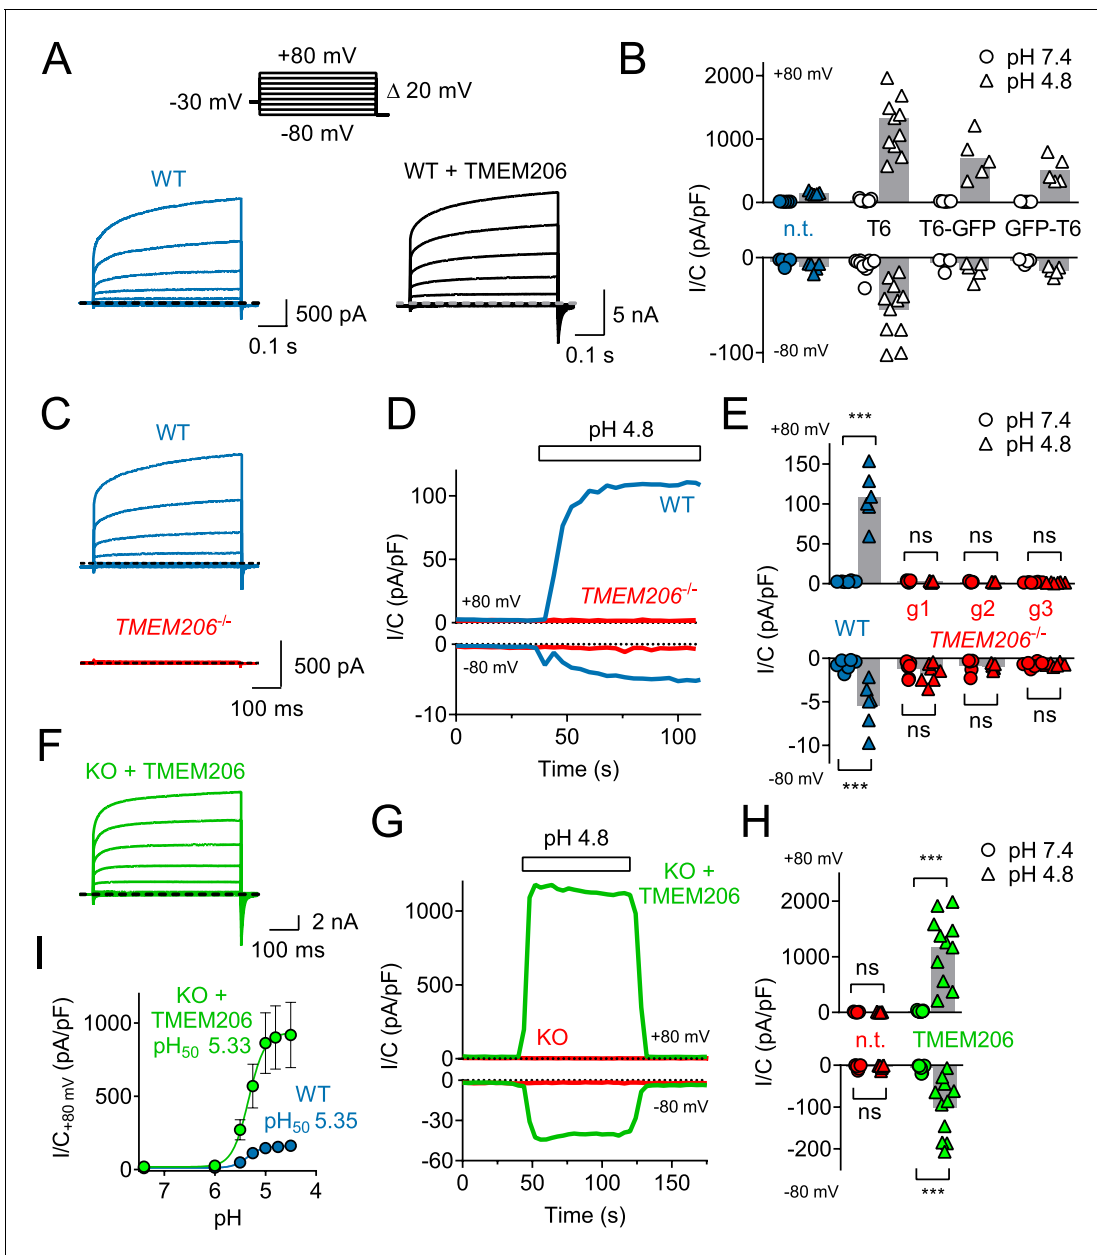 A
+80 mV
-30 mV
Δ 20 mV
-80 mV
WT
WT + TMEM206
500 pA
0.1 s
5 nA
0.1 s
B
pH 7.4
pH 4.8
+80 mV
2000
1000
0
I/C (pA/pF)
n.t.
T6
T6-GFP
GFP-T6
0
-100
-80 mV
C
WT
TMEM206-/-
500 pA
100 ms
D
pH 4.8
100
50
0
WT
TMEM206-/-
+80 mV
I/C (pA/pF)
0
-10
-80 mV
0
50
100
Time (s)
E
+80 mV
***
pH 7.4
pH 4.8
150
100
50
0
ns
ns
ns
g1
g2
g3
I/C (pA/pF)
WT
TMEM206-/-
0
-5
-10
ns
ns
ns
-80 mV
***
F
KO + TMEM206
2 nA
100 ms
G
pH 4.8
KO +
TMEM206
1000
500
0
KO
+80 mV
I/C (pA/pF)
0
-30
-60
-80 mV
0
50
100
150
Time (s)
H
+80 mV
***
pH 7.4
pH 4.8
2000
1000
0
ns
n.t.
TMEM206
I/C (pA/pF)
0
-100
-200
ns
-80 mV
***
I
KO +
TMEM206
pH50 5.33
WT
pH50 5.35
I/C+80 mV (pA/pF)
1000
500
0
7
6
5
4
pH